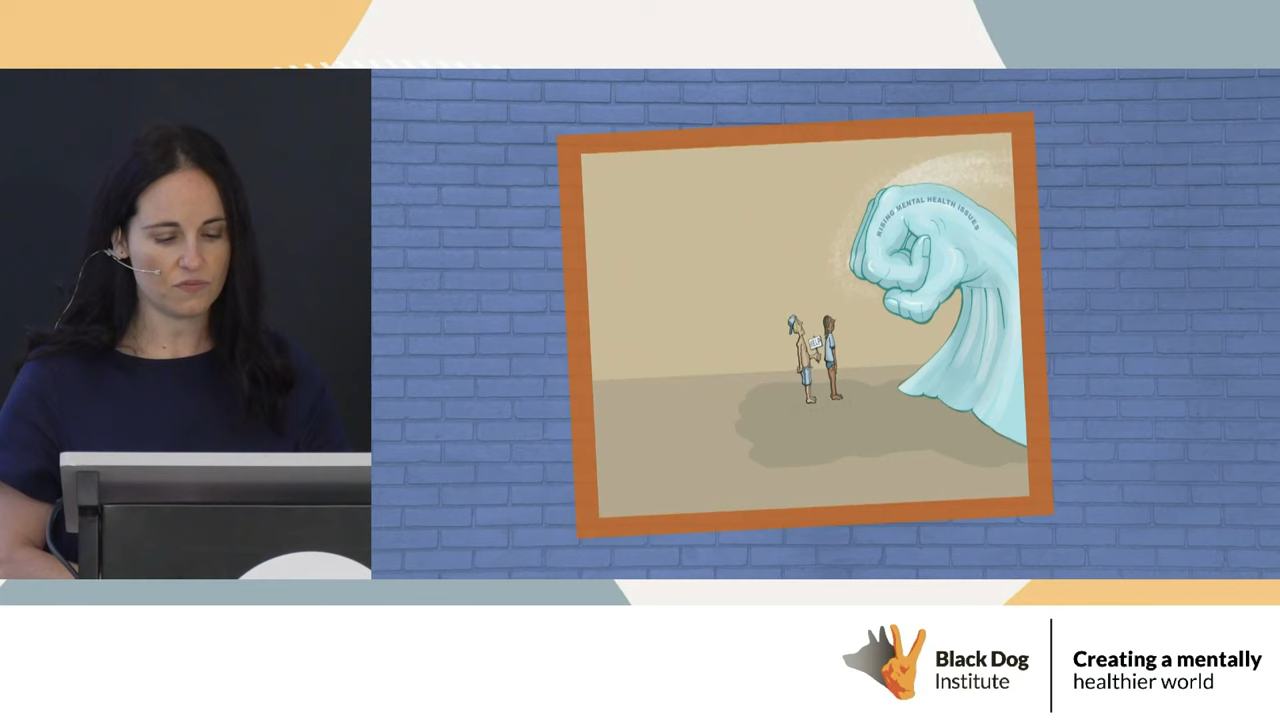 RISING MENTAL HEALTH ISSUES
Black Dog
Institute
Creating a mentally
healthier world